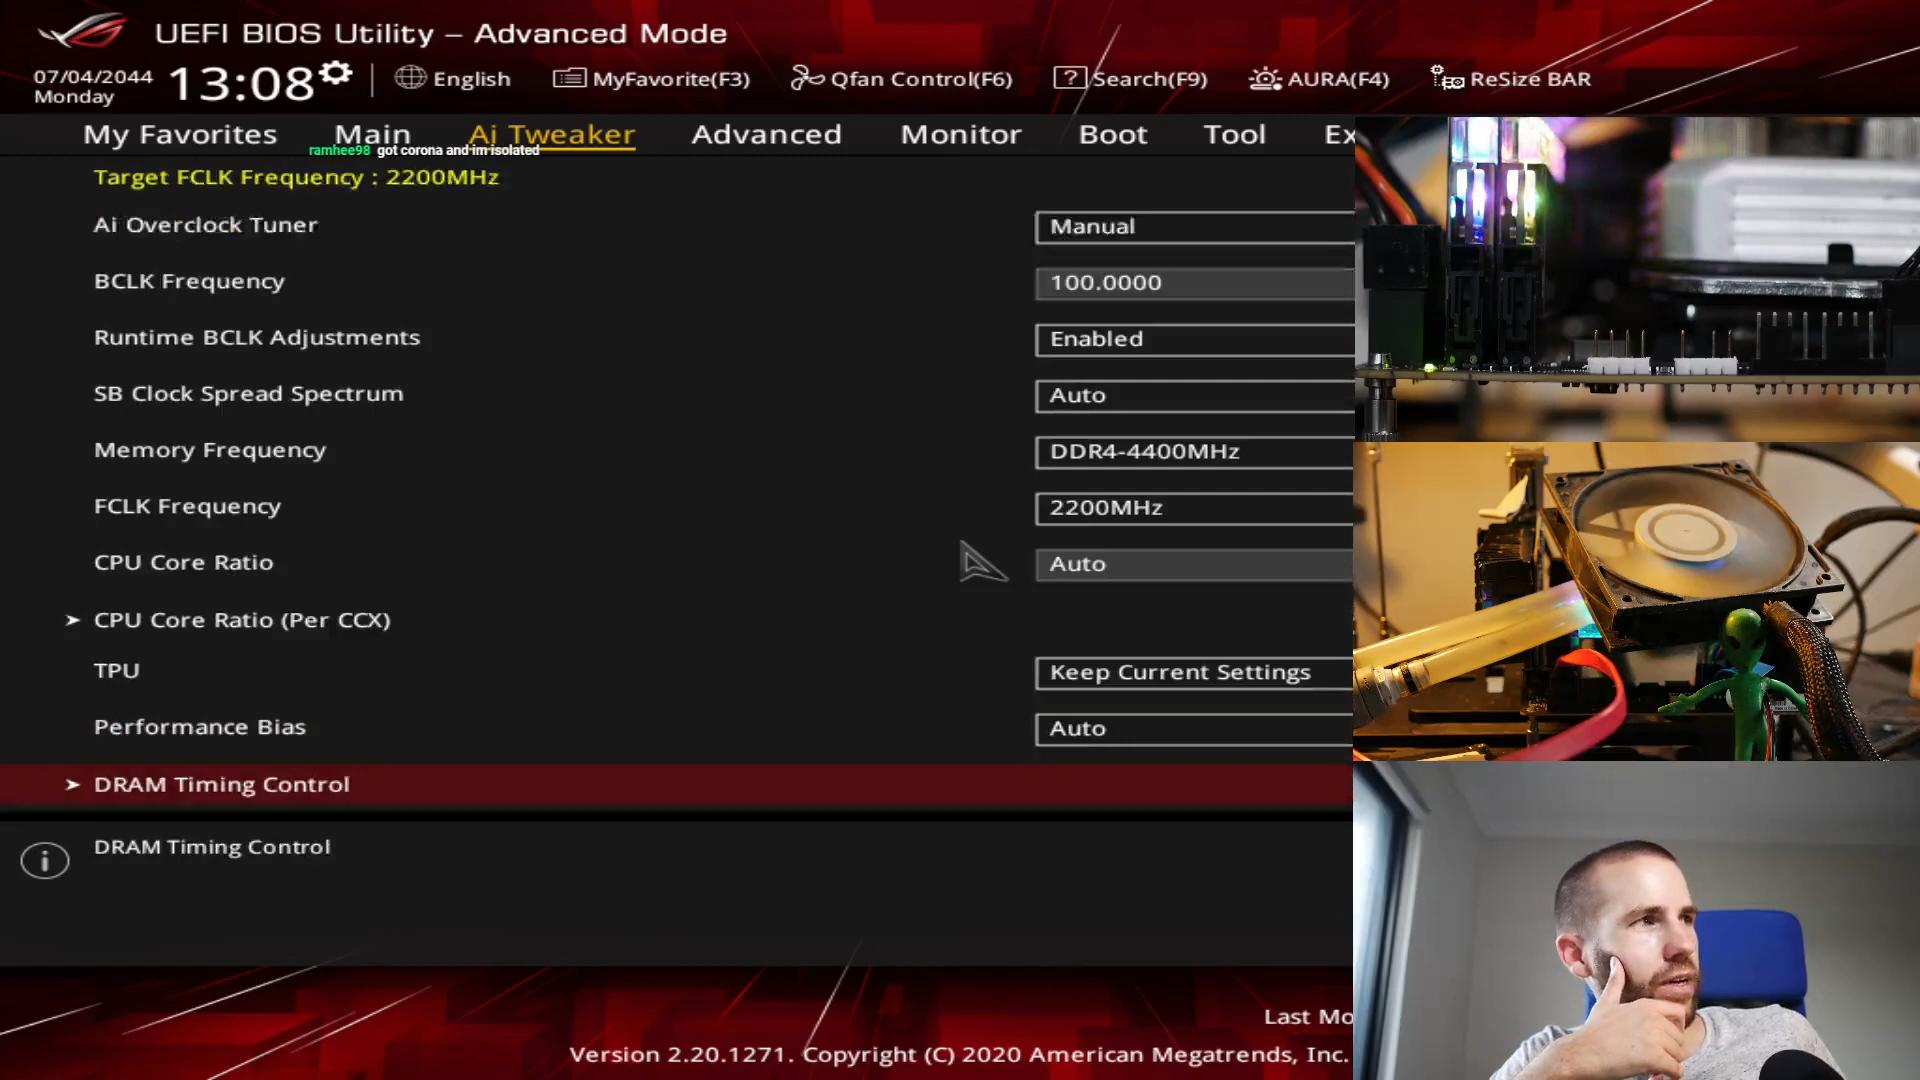 UEFI BIOS Utility – Advanced Mode
07/04/2044
Monday
13:08
English
MyFavorite(F3)
Qfan Control(F6)
? Search(F9)
AURA(F4)
ReSize BAR
My Favorites
Main
Ai Tweaker
Advanced
Monitor
Boot
Tool
Ex
ramhee98 got corona and im isolated
Target FCLK Frequency : 2200MHz
Ai Overclock Tuner
Manual
BCLK Frequency
100.0000
Runtime BCLK Adjustments
Enabled
SB Clock Spread Spectrum
Auto
Memory Frequency
DDR4-4400MHz
FCLK Frequency
2200MHz
CPU Core Ratio
Auto
CPU Core Ratio (Per CCX)
TPU
Keep Current Settings
Performance Bias
Auto
DRAM Timing Control
i
DRAM Timing Control
Last Mo
Version 2.20.1271. Copyright (C) 2020 American Megatrends, Inc.